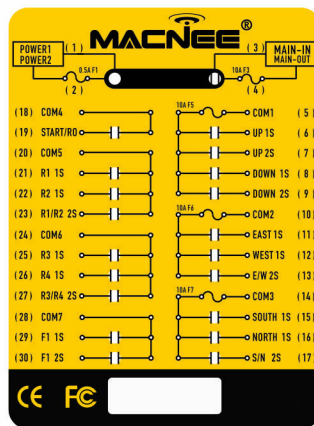 MACNEE®
POWER1 (1)
POWER2
0.5A F1
(2)
(3) MAIN-IN
MAIN-OUT
10A F3
(4)
(18) COM4
(19) START/R0
(20) COM5
(21) R1 1S
(22) R2 1S
(23) R1/R2 2S
(24) COM6
(25) R3 1S
(26) R4 1S
(27) R3/R4 2S
(28) COM7
(29) F1 1S
(30) F1 2S
10A F5
COM1 (5)
UP 1S (6)
UP 2S (7)
DOWN 1S (8)
DOWN 2S (9)
10A F6
COM2 (10)
EAST 1S (11)
WEST 1S (12)
E/W 2S (13)
10A F7
COM3 (14)
SOUTH 1S (15)
NORTH 1S (16)
S/N 2S (17
CE FC